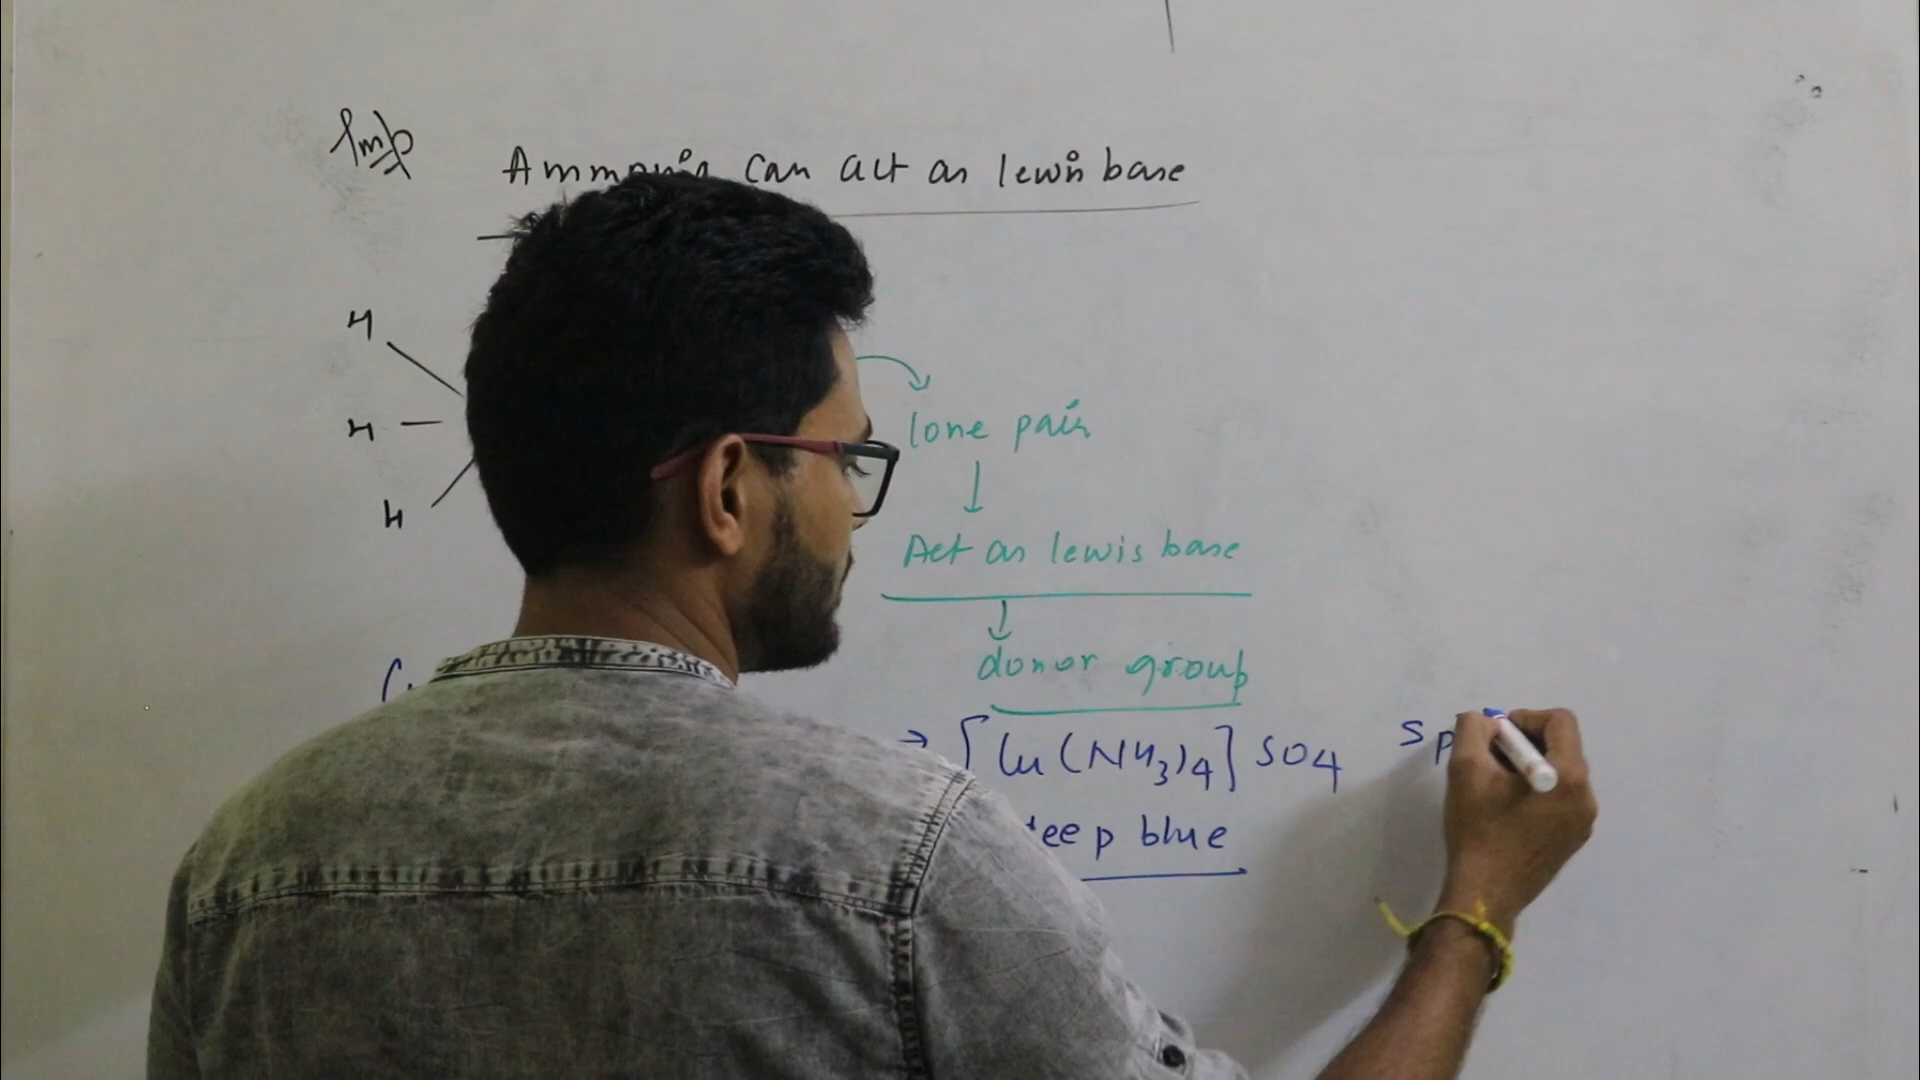 Imp
Ammonia can act as lewis base
H
H
H
lone pair
Act as lewis base
donor group
→ [Cu(NH3)4] SO4
deep blue